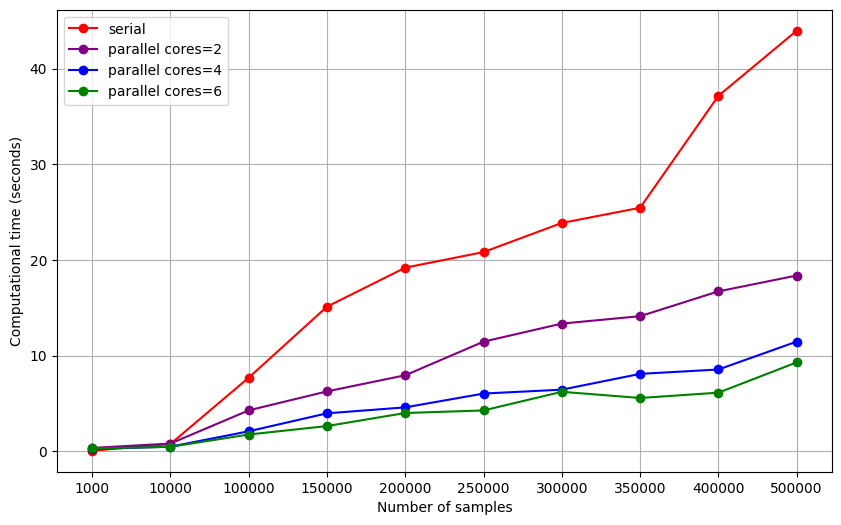 serial
parallel cores=2
parallel cores=4
parallel cores=6
Computational time (seconds)
40
30
20
10
0
1000 10000 100000 150000 200000 250000 300000 350000 400000 500000
Number of samples